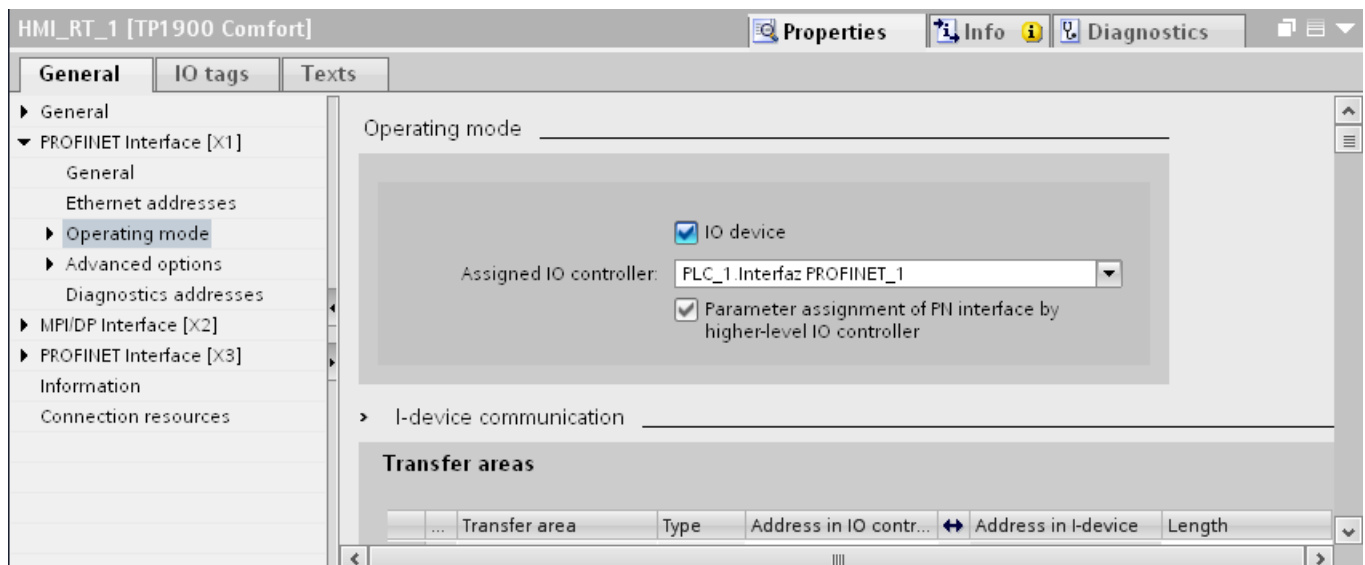 HMI_RT_1 [TP1900 Comfort]
Properties
Info
Diagnostics
General
IO tags
Texts
General
PROFINET Interface [X1]
General
Ethernet addresses
Operating mode
Advanced options
Diagnostics addresses
MPI/DP Interface [X2]
PROFINET Interface [X3]
Information
Connection resources
Operating mode
IO device
Assigned IO controller: PLC_1.Interfaz PROFINET_1
Parameter assignment of PN interface by
higher-level IO controller
I-device communication
Transfer areas
... Transfer area Type Address in IO contr... ↔ Address in I-device Length